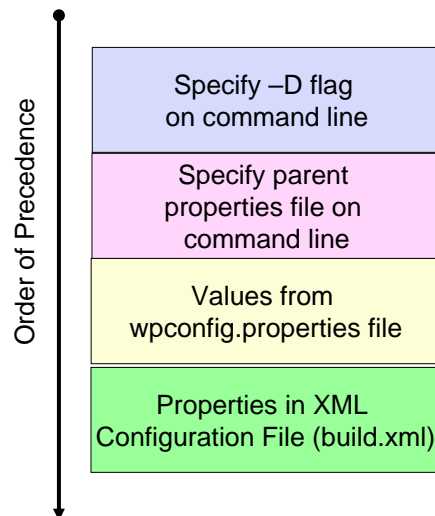 Order of Precedence
Specify –D flag
on command line
Specify parent
properties file on
command line
Values from
wpconfig.properties file
Properties in XML
Configuration File (build.xml)